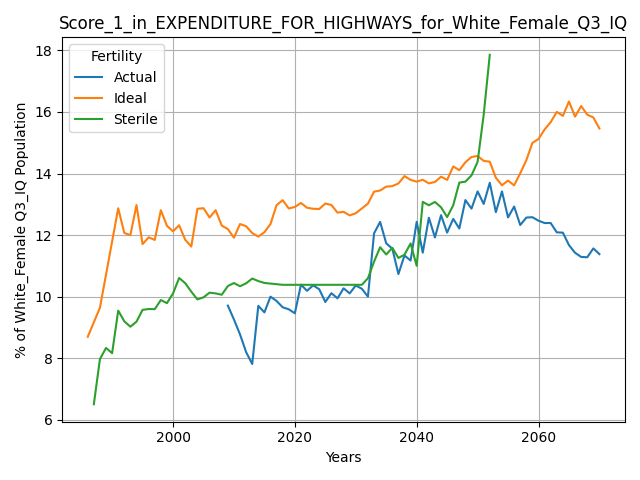 Score_1_in_EXPENDITURE_FOR_HIGHWAYS_for_White_Female_Q3_IQ
Fertility
Actual
Ideal
Sterile
% of White_Female Q3_IQ Population
18
16
14
12
10
8
6
2000 2020 2040 2060
Years